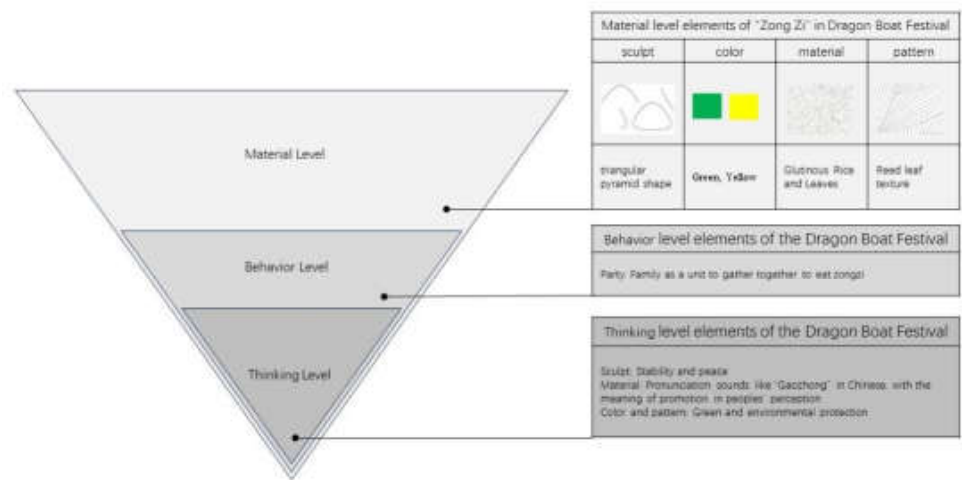 Material Level
Behavior Level
Thinking Level
Material level elements of "Zong Zi" in Dragon Boat Festival
sculpt color material pattern
triangular Green, Yellow Glutinous Rice Reed leaf
pyramid shape and Leaves texture
Behavior level elements of the Dragon Boat Festival
Party: Family as a unit to gather together to eat zongzi
Thinking level elements of the Dragon Boat Festival
Sculpt: Stability and peace
Material: Pronunciation sounds like "Gaozhong" in Chinese, with the
meaning of promotion in peoples' perception
Color and pattern: Green and environmental protection